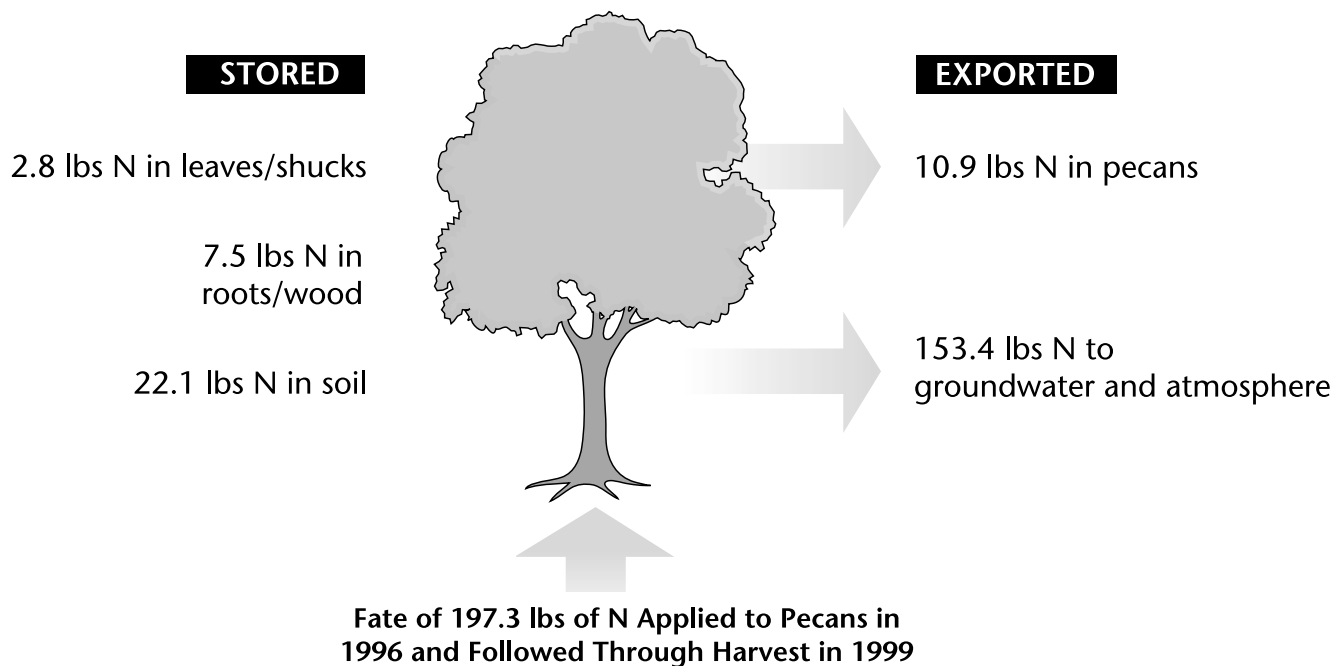 STORED
2.8 lbs N in leaves/shucks
7.5 lbs N in
roots/wood
22.1 lbs N in soil
EXPORTED
10.9 lbs N in pecans
153.4 lbs N to
groundwater and atmosphere
Fate of 197.3 lbs of N Applied to Pecans in
1996 and Followed Through Harvest in 1999